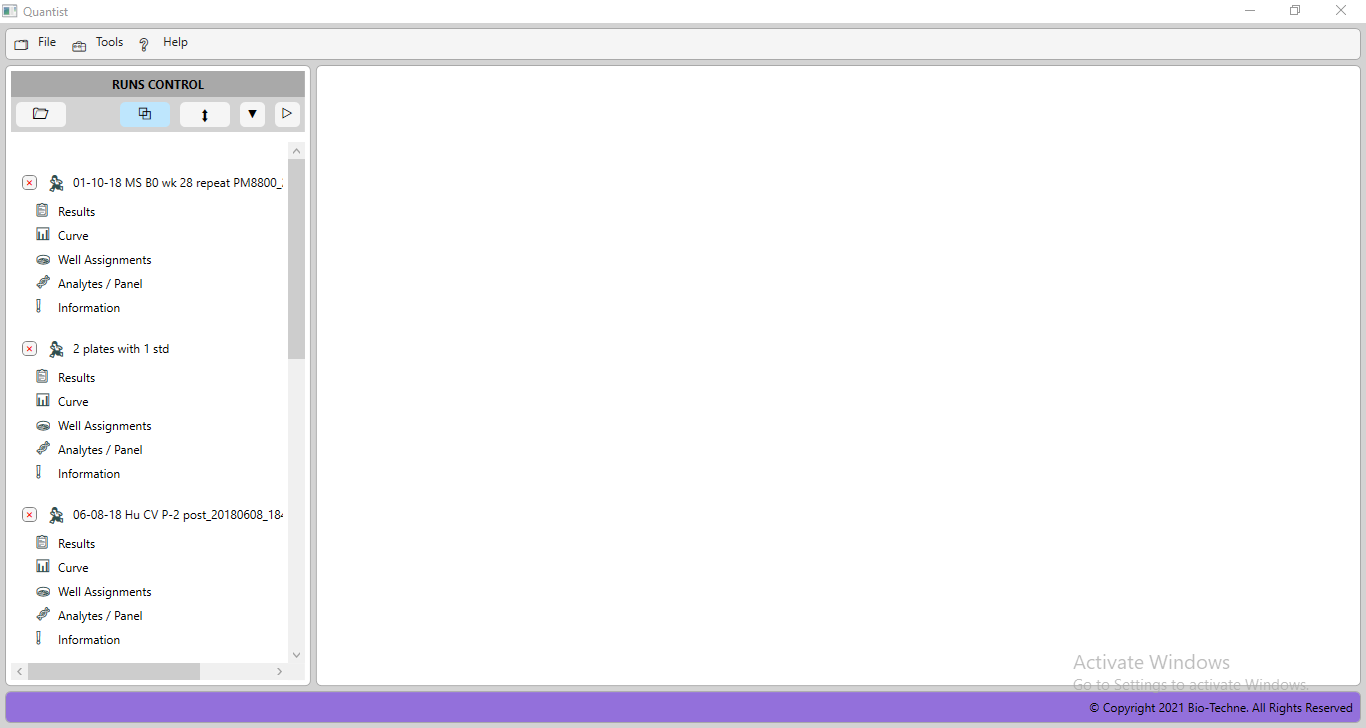 Quantist
File Tools Help
RUNS CONTROL
01-10-18 MS B0 wk 28 repeat PM8800_
Results
Curve
Well Assignments
Analytes / Panel
Information
2 plates with 1 std
Results
Curve
Well Assignments
Analytes / Panel
Information
06-08-18 Hu CV P-2 post_20180608_184
Results
Curve
Well Assignments
Analytes / Panel
Information
Activate Windows
Go to Settings to activate Windows.
© Copyright 2021 Bio-Techne. All Rights Reserved